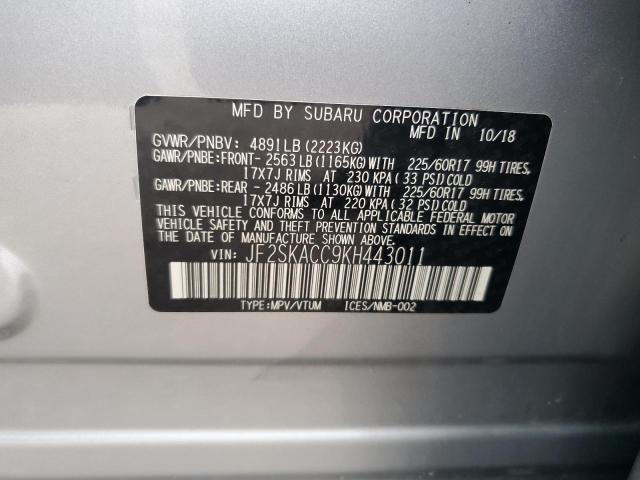 MFD BY SUBARU CORPORATION
MFD IN 10/18
GVWR/PNBV: 4891LB (2223KG)
GAWR/PNBE:FRONT- 2563 LB (1165KG) WITH 225/60R17 99H TIRES,
17X7J RIMS AT 230 KPA ( 33 PSI) COLD
GAWR/PNBE:REAR - 2486 LB (1130KG) WITH 225/60R17 99H TIRES,
17X7J RIMS AT 220 KPA ( 32 PSI) COLD
THIS VEHICLE CONFORMS TO ALL APPLICABLE FEDERAL MOTOR
VEHICLE SAFETY AND THEFT PREVENTION STANDARDS IN
EFFECT ON THE DATE OF MANUFACTURE SHOWN ABOVE.
VIN: JF2SKACC9KH443011
TYPE:MPV/VTUM ICES/NMB-002